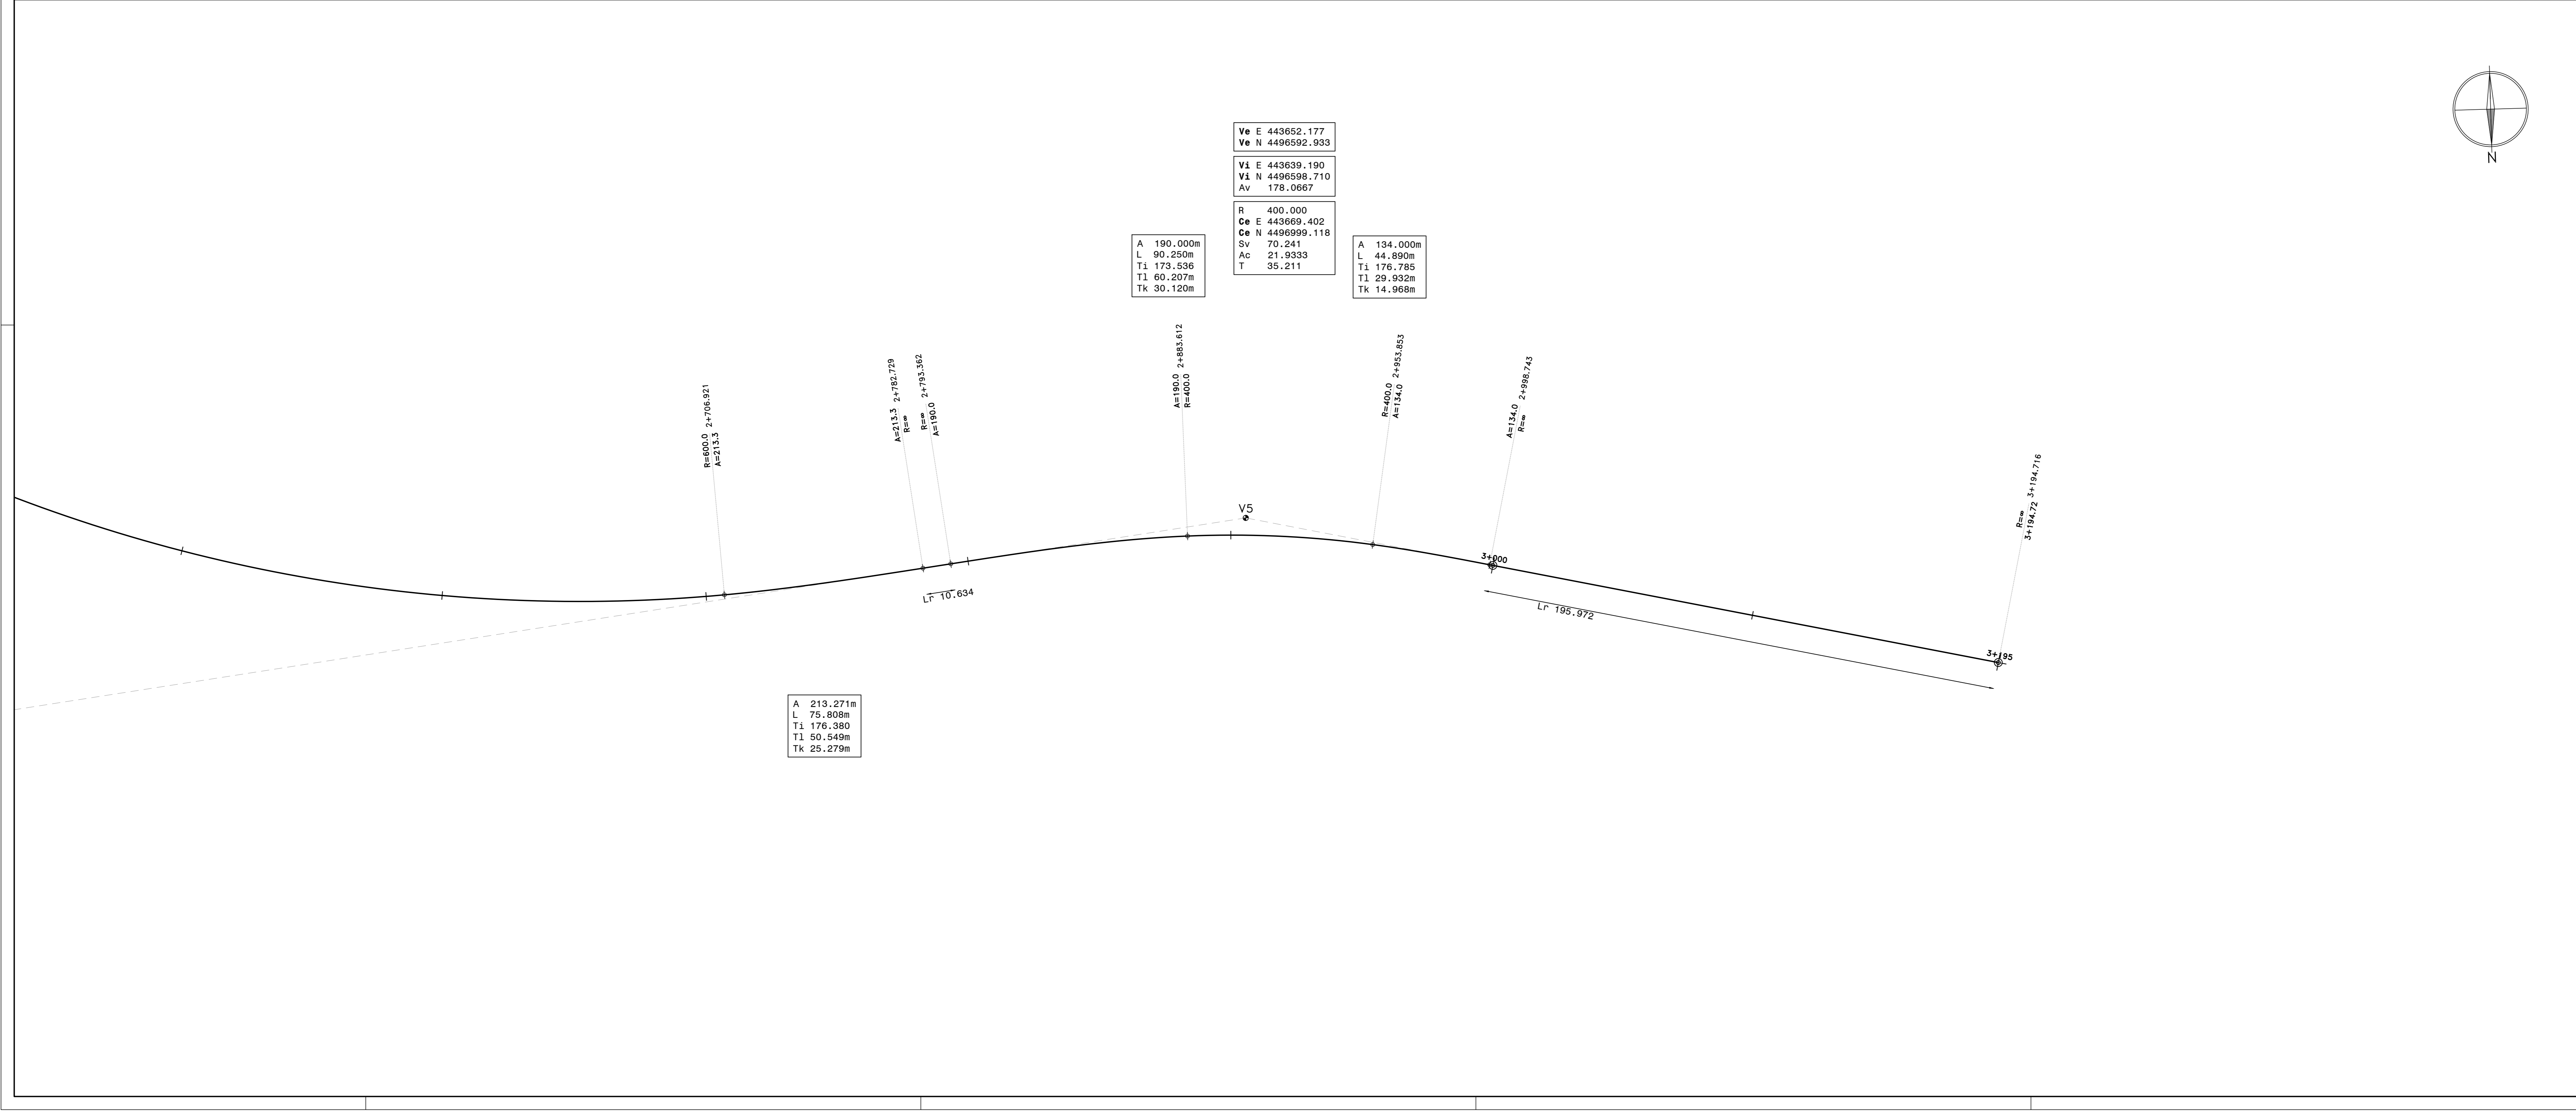 N
Ve E 443652.177
Ve N 4496592.933
Vi E 443639.190
Vi N 4496598.710
Av 178.0667
R 400.000
Ce E 443669.402
Ce N 4496999.118
Sv 70.241
Ac 21.9333
T 35.211
A 190.000m
L 90.250m
Ti 173.536
Tl 60.207m
Tk 30.120m
A 134.000m
L 44.890m
Ti 176.785
Tl 29.932m
Tk 14.968m
R=600.0 2+706.921
A=213.3
A=213.3 2+782.729
R=∞
R=∞ 2+793.362
A=190.0
A=190.0 2+883.612
R=400.0
R=400.0 2+953.853
A=134.0
A=134.0 2+998.743
R=∞
R=∞ 3+194.716
3+194.72
V5
3+000
3+195
Lr 10.634
Lr 195.972
A 213.271m
L 75.808m
Ti 176.380
Tl 50.549m
Tk 25.279m